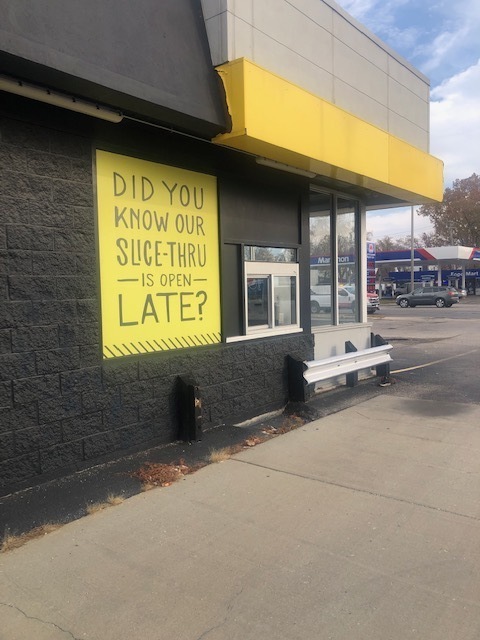 DID YOU
KNOW OUR
SLICE-THRU
IS OPEN
LATE?
Marathon